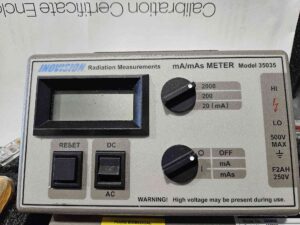 Calibration Certificate Enclo
INOVISION Radiation Measurements mA/mAs METER Model 35035
2000
200
20 (mA)
HI
LO
RESET
DC
AC
O OFF
I mA
mAs
500V
MAX
F2AH
250V
WARNING! High voltage may be present during use.